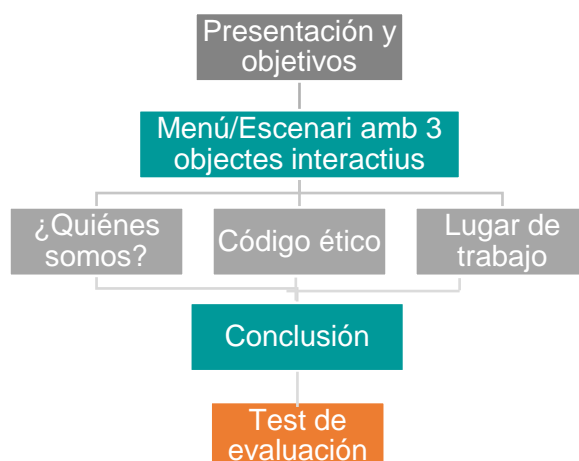 Presentación y
objetivos
Menú/Escenari amb 3
objectes interactius
¿Quiénes
somos?
Código ético
Lugar de
trabajo
Conclusión
Test de
evaluación